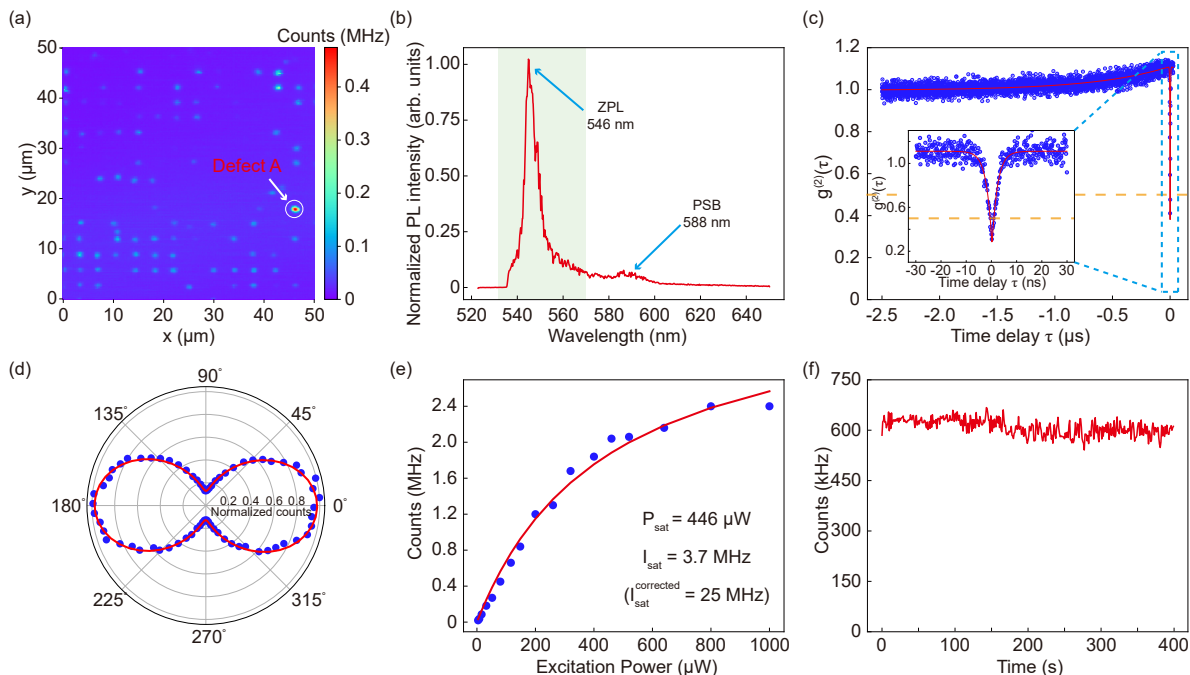 (a)
Counts (MHz)
50
40
30
20
10
0
y (µm)
0
10
20
30
40
50
x (µm)
Defect A
0.4
0.3
0.2
0.1
0
(b)
Normalized PL intensity (arb. units)
1.00
0.75
0.50
0.25
0
ZPL
546 nm
PSB
588 nm
520
540
560
580
600
620
640
Wavelength (nm)
(c)
g(2)(τ)
1.2
1.0
0.8
0.6
0.4
0.2
0
g(2)(τ)
1.0
0.6
0.2
-30
-20
-10
0
10
20
30
Time delay τ (ns)
-2.5
-2.0
-1.5
-1.0
-0.5
0
Time delay τ (µs)
(d)
90°
135°
45°
180°
0.2 0.4 0.6 0.8
Normalized counts
0°
225°
315°
270°
(e)
Counts (MHz)
2.4
2.0
1.6
1.2
0.8
0.4
0
Psat = 446 µW
Isat = 3.7 MHz
(Isat corrected = 25 MHz)
0
200
400
600
800
1000
Excitation Power (µW)
(f)
Counts (kHz)
750
600
450
300
150
0
0
100
200
300
400
Time (s)